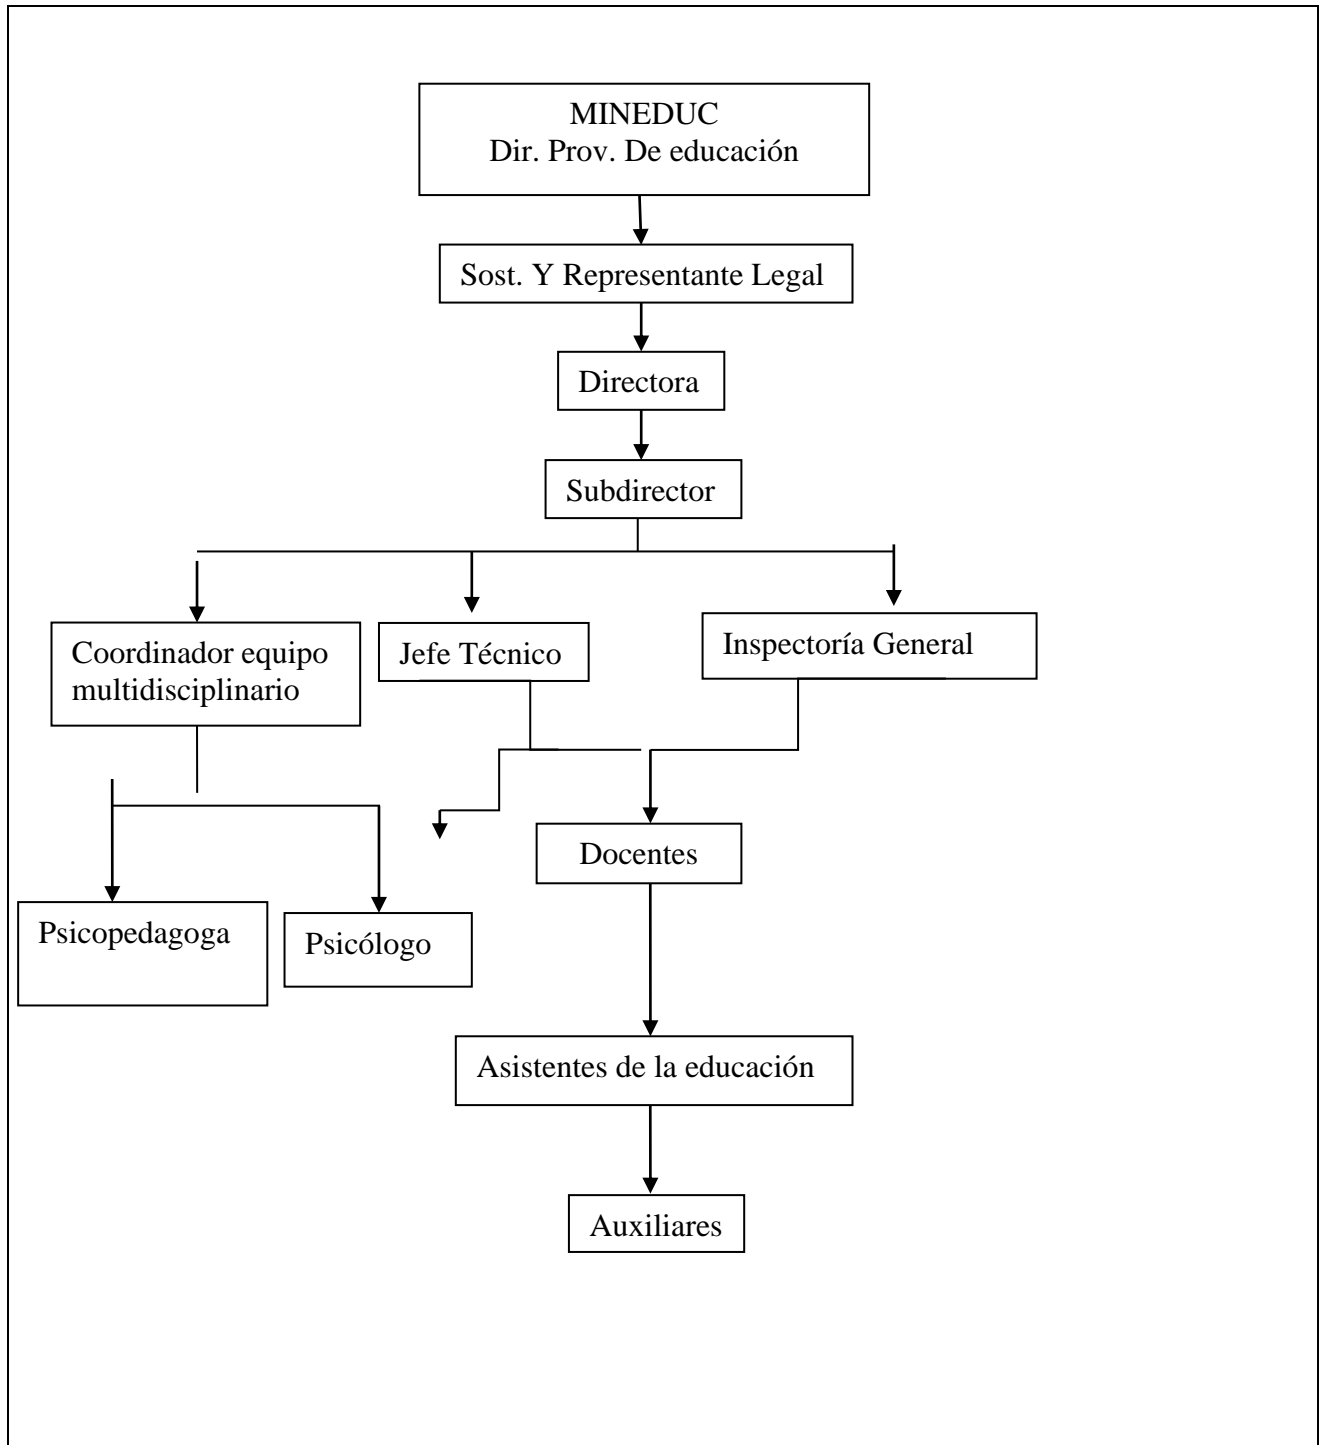 MINEDUC
Dir. Prov. De educación
Sost. Y Representante Legal
Directora
Subdirector
Coordinador equipo
multidisciplinario
Jefe Técnico
Inspectoría General
Docentes
Psicopedagoga
Psicólogo
Asistentes de la educación
Auxiliares